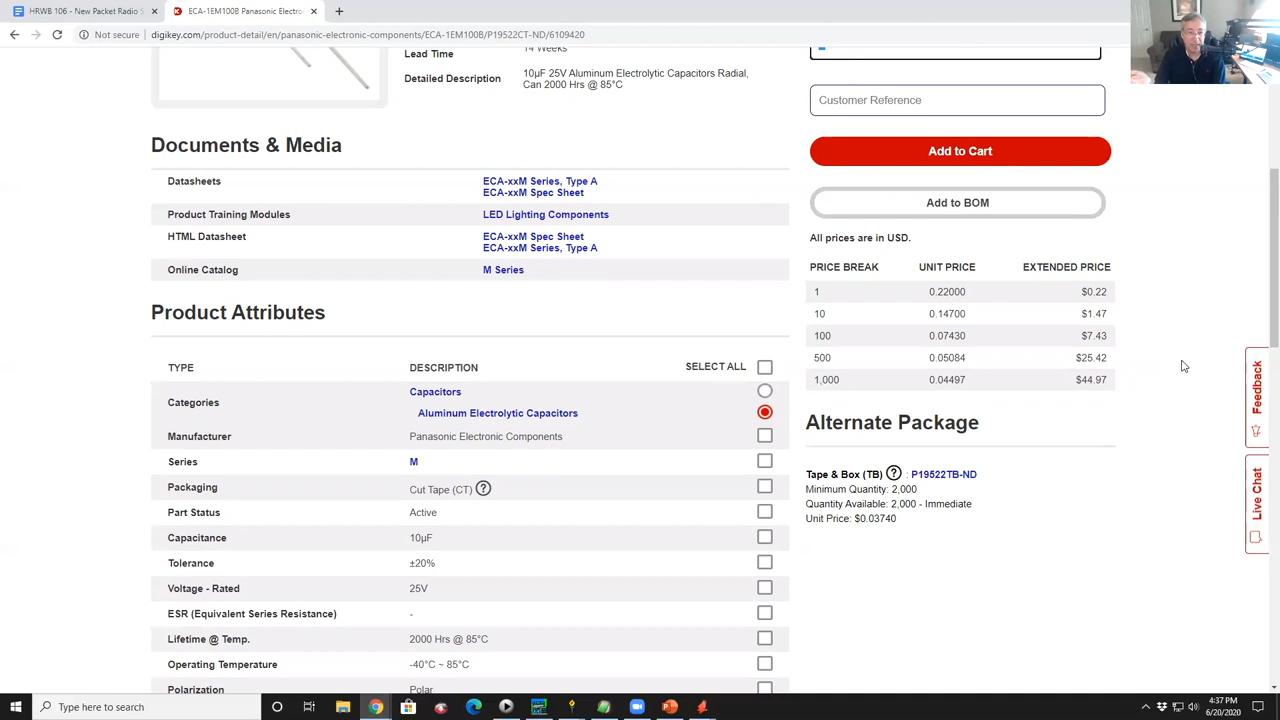 HRWB 106 - New Packet Radio S
ECA-1EM100B Panasonic Electron
Not secure
digikey.com/product-detail/en/panasonic-electronic-components/ECA-1EM100B/P19522CT-ND/6109420
Lead Time 14 Weeks
Detailed Description 10µF 25V Aluminum Electrolytic Capacitors Radial,
Can 2000 Hrs @ 85°C
Documents & Media
Datasheets ECA-xxM Series, Type A
ECA-xxM Spec Sheet
Product Training Modules LED Lighting Components
HTML Datasheet ECA-xxM Spec Sheet
ECA-xxM Series, Type A
Online Catalog M Series
Product Attributes
TYPE DESCRIPTION SELECT ALL
Categories Capacitors
Aluminum Electrolytic Capacitors
Manufacturer Panasonic Electronic Components
Series M
Packaging Cut Tape (CT) ?
Part Status Active
Capacitance 10µF
Tolerance ±20%
Voltage - Rated 25V
ESR (Equivalent Series Resistance) -
Lifetime @ Temp. 2000 Hrs @ 85°C
Operating Temperature -40°C ~ 85°C
Polarization Polar
Customer Reference
Add to Cart
Add to BOM
All prices are in USD.
PRICE BREAK UNIT PRICE EXTENDED PRICE
1 0.22000 $0.22
10 0.14700 $1.47
100 0.07430 $7.43
500 0.05084 $25.42
1,000 0.04497 $44.97
Alternate Package
Tape & Box (TB) ? : P19522TB-ND
Minimum Quantity: 2,000
Quantity Available: 2,000 - Immediate
Unit Price: $0.03740
Feedback
Live Chat
Type here to search
4:37 PM
6/20/2020